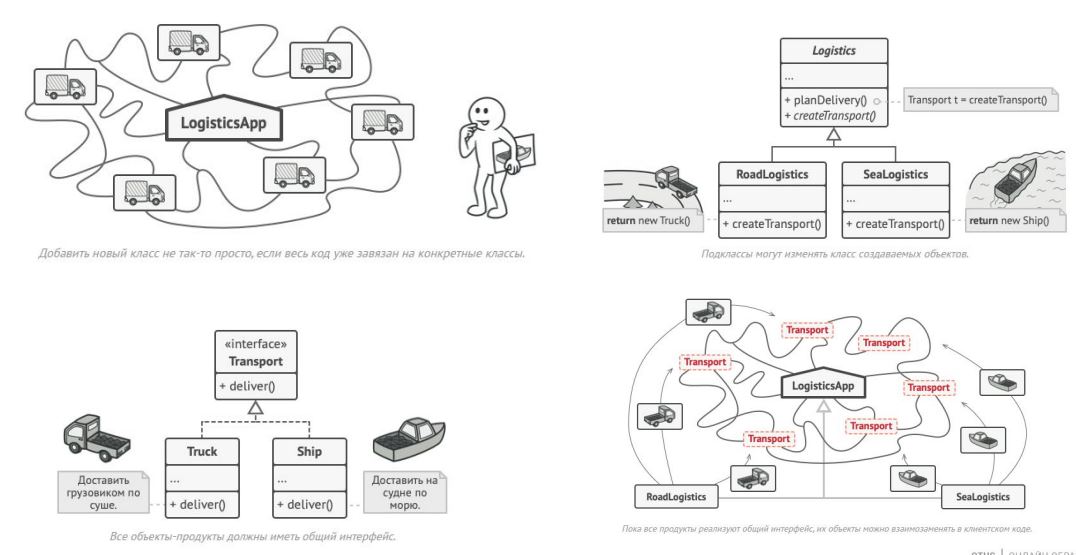 LogisticsApp
Добавить новый класс не так-то просто, если весь код уже завязан на конкретные классы.
Logistics
...
+ planDelivery()
+ createTransport()
Transport t = createTransport()
RoadLogistics
...
+ createTransport()
SeaLogistics
...
+ createTransport()
return new Truck()
return new Ship()
Подклассы могут изменять класс создаваемых объектов.
«interface»
Transport
+ deliver()
Truck
...
+ deliver()
Ship
...
+ deliver()
Доставить
грузовиком по
суше.
Доставить на
судне по
морю.
Все объекты-продукты должны иметь общий интерфейс.
Transport
Transport
Transport
LogisticsApp
Transport
Transport
Transport
RoadLogistics
SeaLogistics
Пока все продукты реализуют общий интерфейс, их объекты можно взаимозаменять в клиентском коде.